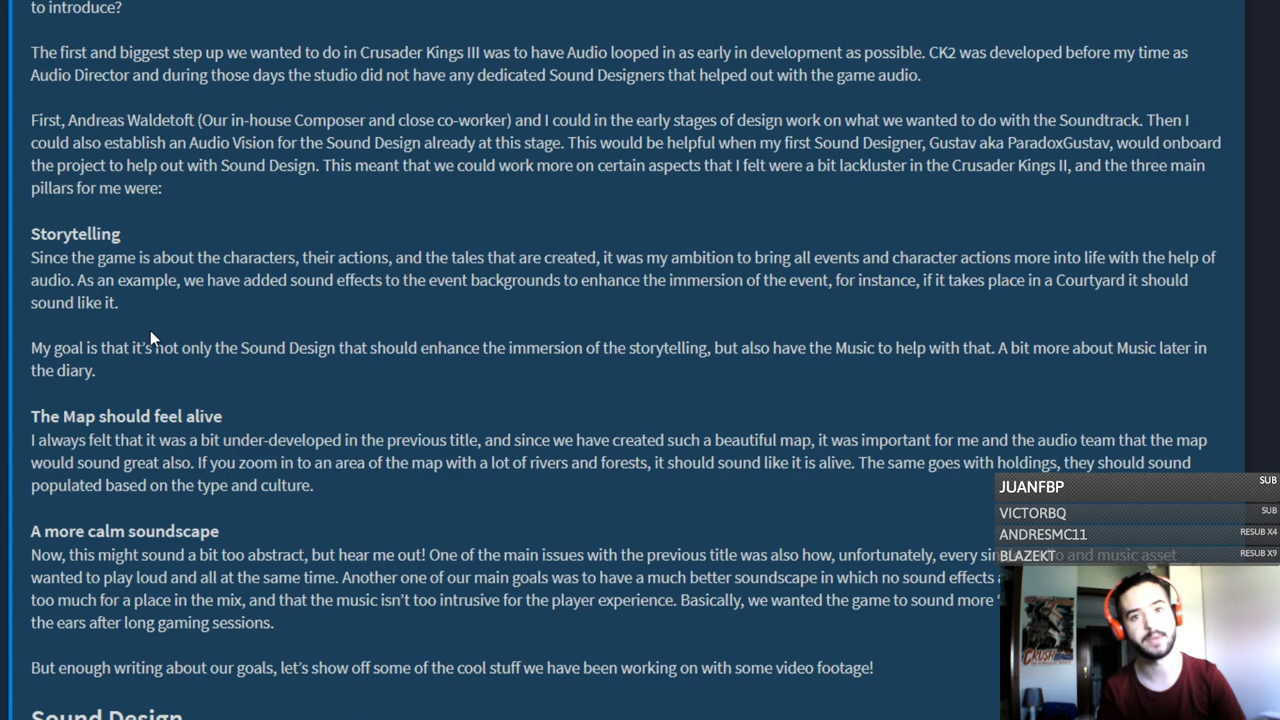 to introduce?
The first and biggest step up we wanted to do in Crusader Kings III was to have Audio looped in as early in development as possible. CK2 was developed before my time as
Audio Director and during those days the studio did not have any dedicated Sound Designers that helped out with the game audio.
First, Andreas Waldetoft (Our in-house Composer and close co-worker) and I could in the early stages of design work on what we wanted to do with the Soundtrack. Then I
could also establish an Audio Vision for the Sound Design already at this stage. This would be helpful when my first Sound Designer, Gustav aka ParadoxGustav, would onboard
the project to help out with Sound Design. This meant that we could work more on certain aspects that I felt were a bit lackluster in the Crusader Kings II, and the three main
pillars for me were:
Storytelling
Since the game is about the characters, their actions, and the tales that are created, it was my ambition to bring all events and character actions more into life with the help of
audio. As an example, we have added sound effects to the event backgrounds to enhance the immersion of the event, for instance, if it takes place in a Courtyard it should
sound like it.
My goal is that it’s not only the Sound Design that should enhance the immersion of the storytelling, but also have the Music to help with that. A bit more about Music later in
the diary.
The Map should feel alive
I always felt that it was a bit under-developed in the previous title, and since we have created such a beautiful map, it was important for me and the audio team that the map
would sound great also. If you zoom in to an area of the map with a lot of rivers and forests, it should sound like it is alive. The same goes with holdings, they should sound
populated based on the type and culture.
JUANFBP SUB
VICTORBQ SUB
ANDRESMC11 RESUB X4
BLAZEKT RESUB X9
A more calm soundscape
Now, this might sound a bit too abstract, but hear me out! One of the main issues with the previous title was also how, unfortunately, every and music asset
wanted to play loud and all at the same time. Another one of our main goals was to have a much better soundscape in which no sound effects
too much for a place in the mix, and that the music isn’t too intrusive for the player experience. Basically, we wanted the game to sound more
the ears after long gaming sessions.
But enough writing about our goals, let’s show off some of the cool stuff we have been working on with some video footage!
Sound Design